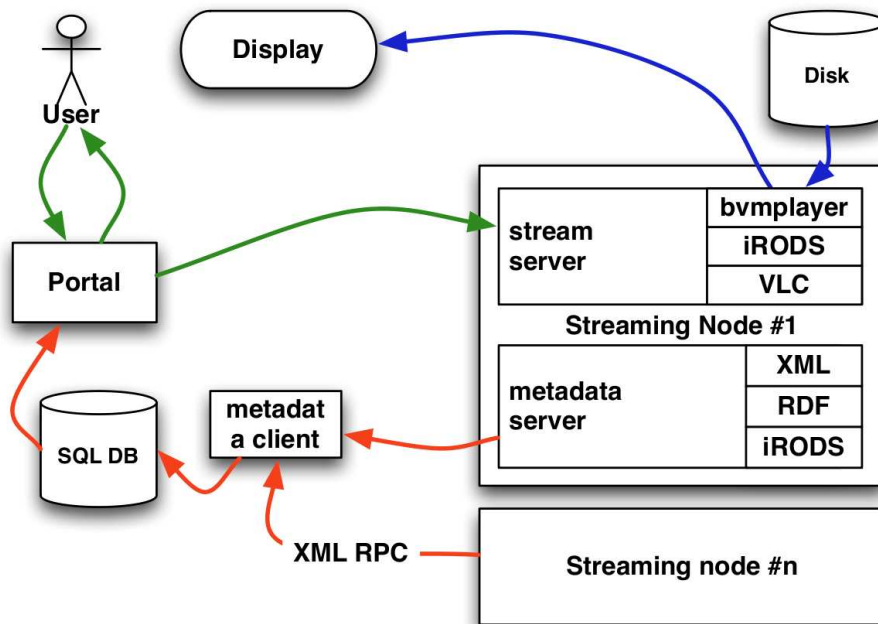 User
Display
Disk
Portal
stream
server
bvmplayer
iRODS
VLC
Streaming Node #1
metadata
server
XML
RDF
iRODS
SQL DB
metadat
a client
XML RPC
Streaming node #n